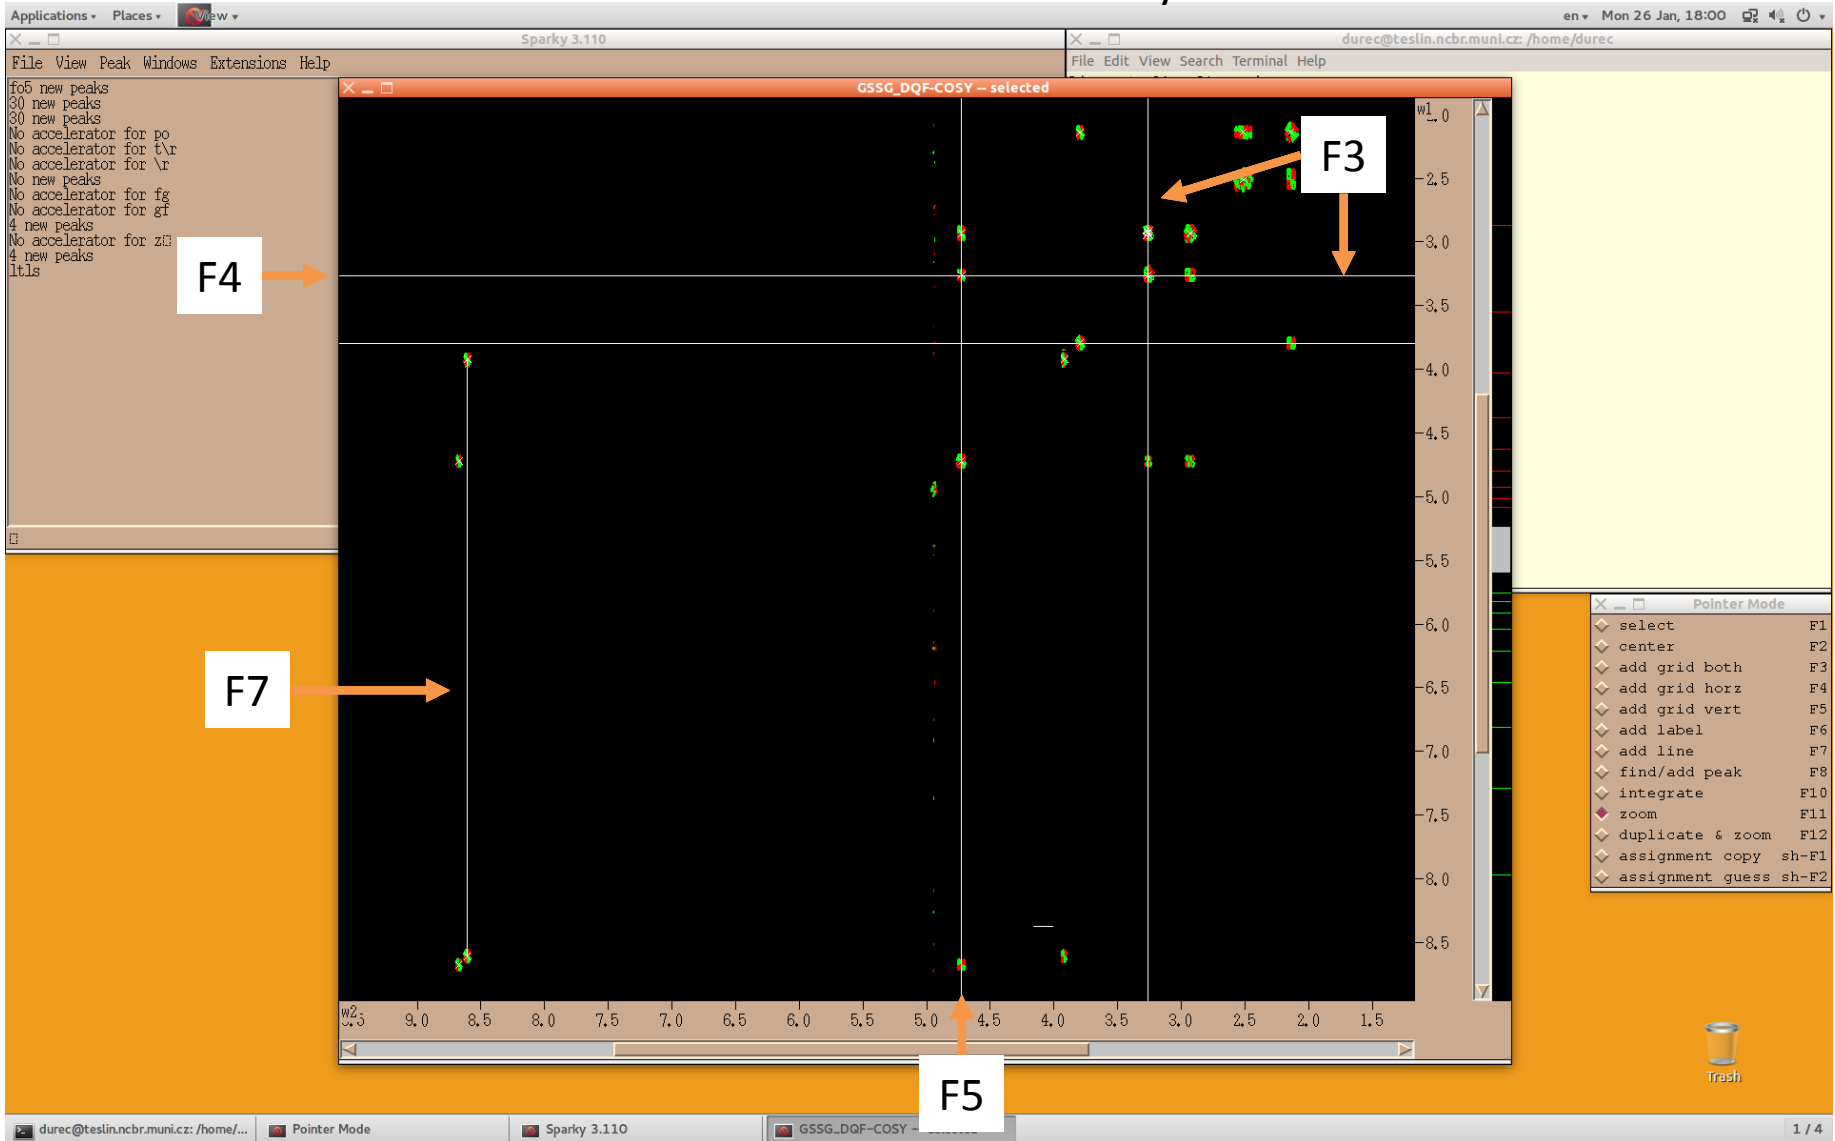 Applications Places View en Mon 26 Jan, 18:00
Sparky 3.110
File View Peak Windows Extensions Help
fo5 new peaks
30 new peaks
30 new peaks
No accelerator for po
No accelerator for t\r
No accelerator for \r
No new peaks
No accelerator for fg
No accelerator for gf
4 new peaks
No accelerator for z
4 new peaks
ltls
durec@teslin.ncbr.muni.cz: /home/durec
File Edit View Search Terminal Help
GSSG_DQF-COSY -- selected
w1
2.5
3.0
3.5
4.0
4.5
5.0
5.5
6.0
6.5
7.0
7.5
8.0
8.5
w2
9.0 8.5 8.0 7.5 7.0 6.5 6.0 5.5 5.0 4.5 4.0 3.5 3.0 2.5 2.0 1.5
F3
F4
F7
F5
Pointer Mode
select F1
center F2
add grid both F3
add grid horz F4
add grid vert F5
add label F6
add line F7
find/add peak F8
integrate F10
zoom F11
duplicate & zoom F12
assignment copy sh-F1
assignment guess sh-F2
Trash
durec@teslin.ncbr.muni.cz: /home/... Pointer Mode Sparky 3.110 GSSG_DQF-COSY 1 / 4